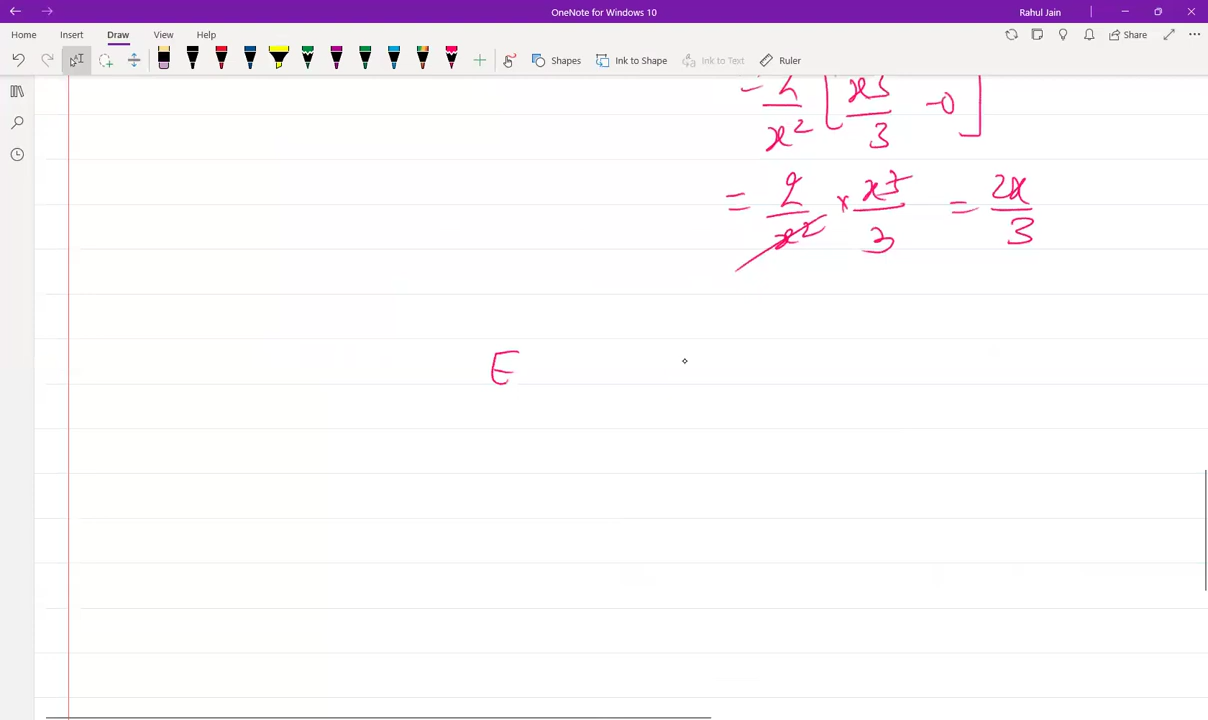 OneNote for Windows 10
Rahul Jain
Home Insert Draw View Help
Share
Shapes Ink to Shape Ink to Text Ruler
= 2/x² [x³/3 - 0]
= 2/x² × x³/3 = 2x/3
E